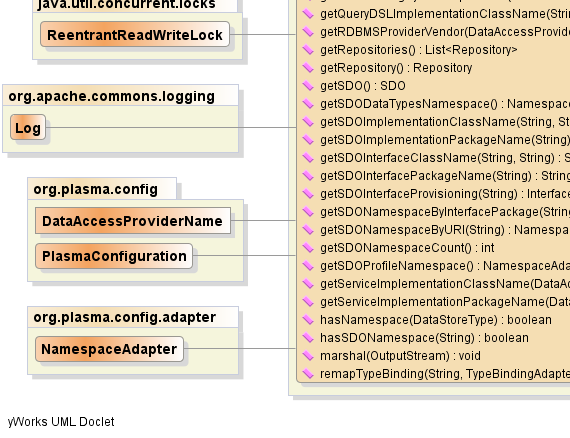 java.util.concurrent.locks
ReentrantReadWriteLock
org.apache.commons.logging
Log
org.plasma.config
DataAccessProviderName
PlasmaConfiguration
org.plasma.config.adapter
NamespaceAdapter
getQueryDSLImplementationClassName(Strin
getRDBMSProviderVendor(DataAccessProvide
getRepositories() : List<Repository>
getRepository() : Repository
getSDO() : SDO
getSDODataTypesNamespace() : Namespace
getSDOImplementationClassName(String, St
getSDOImplementationPackageName(String)
getSDOInterfaceClassName(String, String) : S
getSDOInterfacePackageName(String) : String
getSDOInterfaceProvisioning(String) : Interfac
getSDONamespaceByInterfacePackage(String
getSDONamespaceByURI(String) : Namespa
getSDONamespaceCount() : int
getSDOProfileNamespace() : NamespaceAda
getServiceImplementationClassName(DataAc
getServiceImplementationPackageName(Data
hasNamespace(DataStoreType) : boolean
hasSDONamespace(String) : boolean
marshal(OutputStream) : void
remapTypeBinding(String, TypeBindingAdapte
yWorks UML Doclet